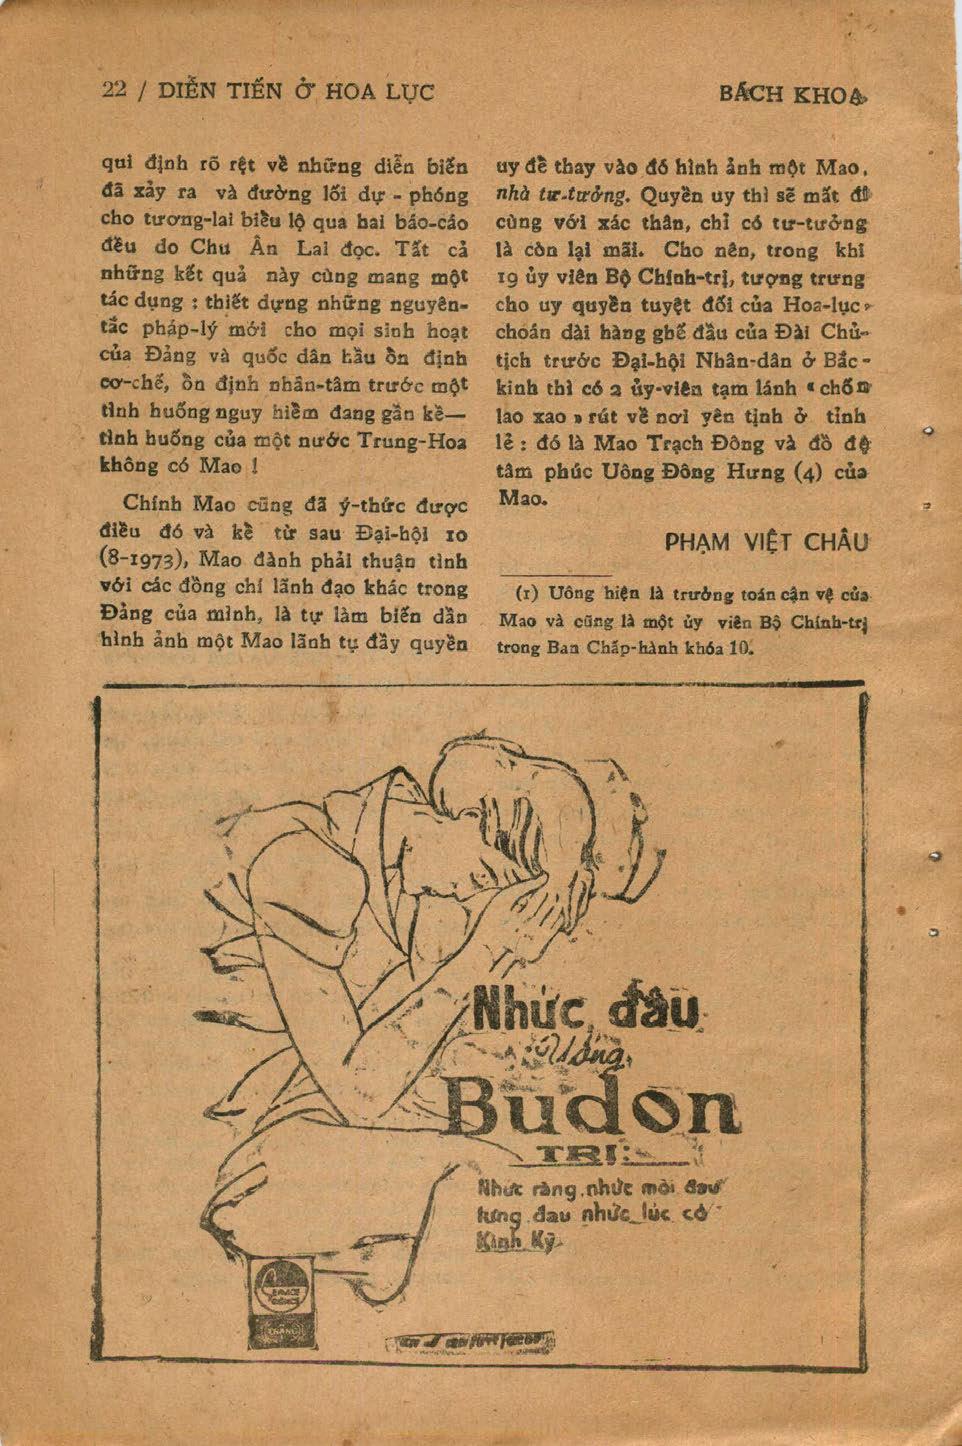 22 / DIỄN TIẾN Ở HOA LỤC
BÁCH KHOA
qui định rõ rệt về những diễn biến
đã xảy ra và đường lối dự - phóng
cho tương-lai biểu lộ qua hai báo-cáo
đều do Chu Ân Lai đọc. Tất cả
những kết quả này cùng mang một
tác dụng : thiết dựng những nguyên-
tắc pháp-lý mới cho mọi sinh hoạt
của Đảng và quốc dân hầu ổn định
cơ-chế, ổn định nhân-tâm trước một
tình huống nguy hiểm đang gần kề—
tình huống của một nước Trung-Hoa
không có Mao !
Chính Mao cũng đã ý-thức được
điều đó và kể từ sau Đại-hội 10
(8-1973), Mao đành phải thuận tình
với các đồng chí lãnh đạo khác trong
Đảng của mình, là tự làm biến dần
hình ảnh một Mao lãnh tụ đầy quyền
uy để thay vào đó hình ảnh một Mao,
nhà tư-tưởng. Quyền uy thì sẽ mất đi
cùng với xác thân, chỉ có tư-tưởng
là còn lại mãi. Cho nên, trong khi
19 ủy viên Bộ Chính-trị, tượng trưng
cho uy quyền tuyệt đối của Hoa-lục
choán dài hàng ghế đầu của Đài Chủ-
tịch trước Đại-hội Nhân-dân ở Bắc-
kinh thì có 2 ủy-viên tạm lánh « chốn
lao xao » rút về nơi yên tịnh ở tỉnh
lẻ : đó là Mao Trạch Đông và đồ đệ
tâm phúc Uông Đông Hưng (4) của
Mao.
PHẠM VIỆT CHÂU
(1) Uông hiện là trưởng toán cận vệ của
Mao và cũng là một ủy viên Bộ Chính-trị
trong Ban Chấp-hành khóa 10.
Nhức đầu
Uống
Budon
TRỊ:
Nhức răng, nhức mỏi đau
lưng đau nhức lúc có
Kinh Kỳ